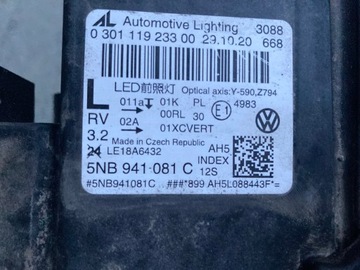 AL Automotive Lighting 3088
0 301 119 233 00 29.10.20 668
LED前照灯 Optical axis:Y-590,Z794
L 01K PL E1 4983
00RL 30
RV 02A 01XCVERT
3.2 Made in Czech Republic
24 LE18A6432 AH5
INDEX
5NB 941 081 C 12S
#5NB941081C ###*899 AH5L088443F*=